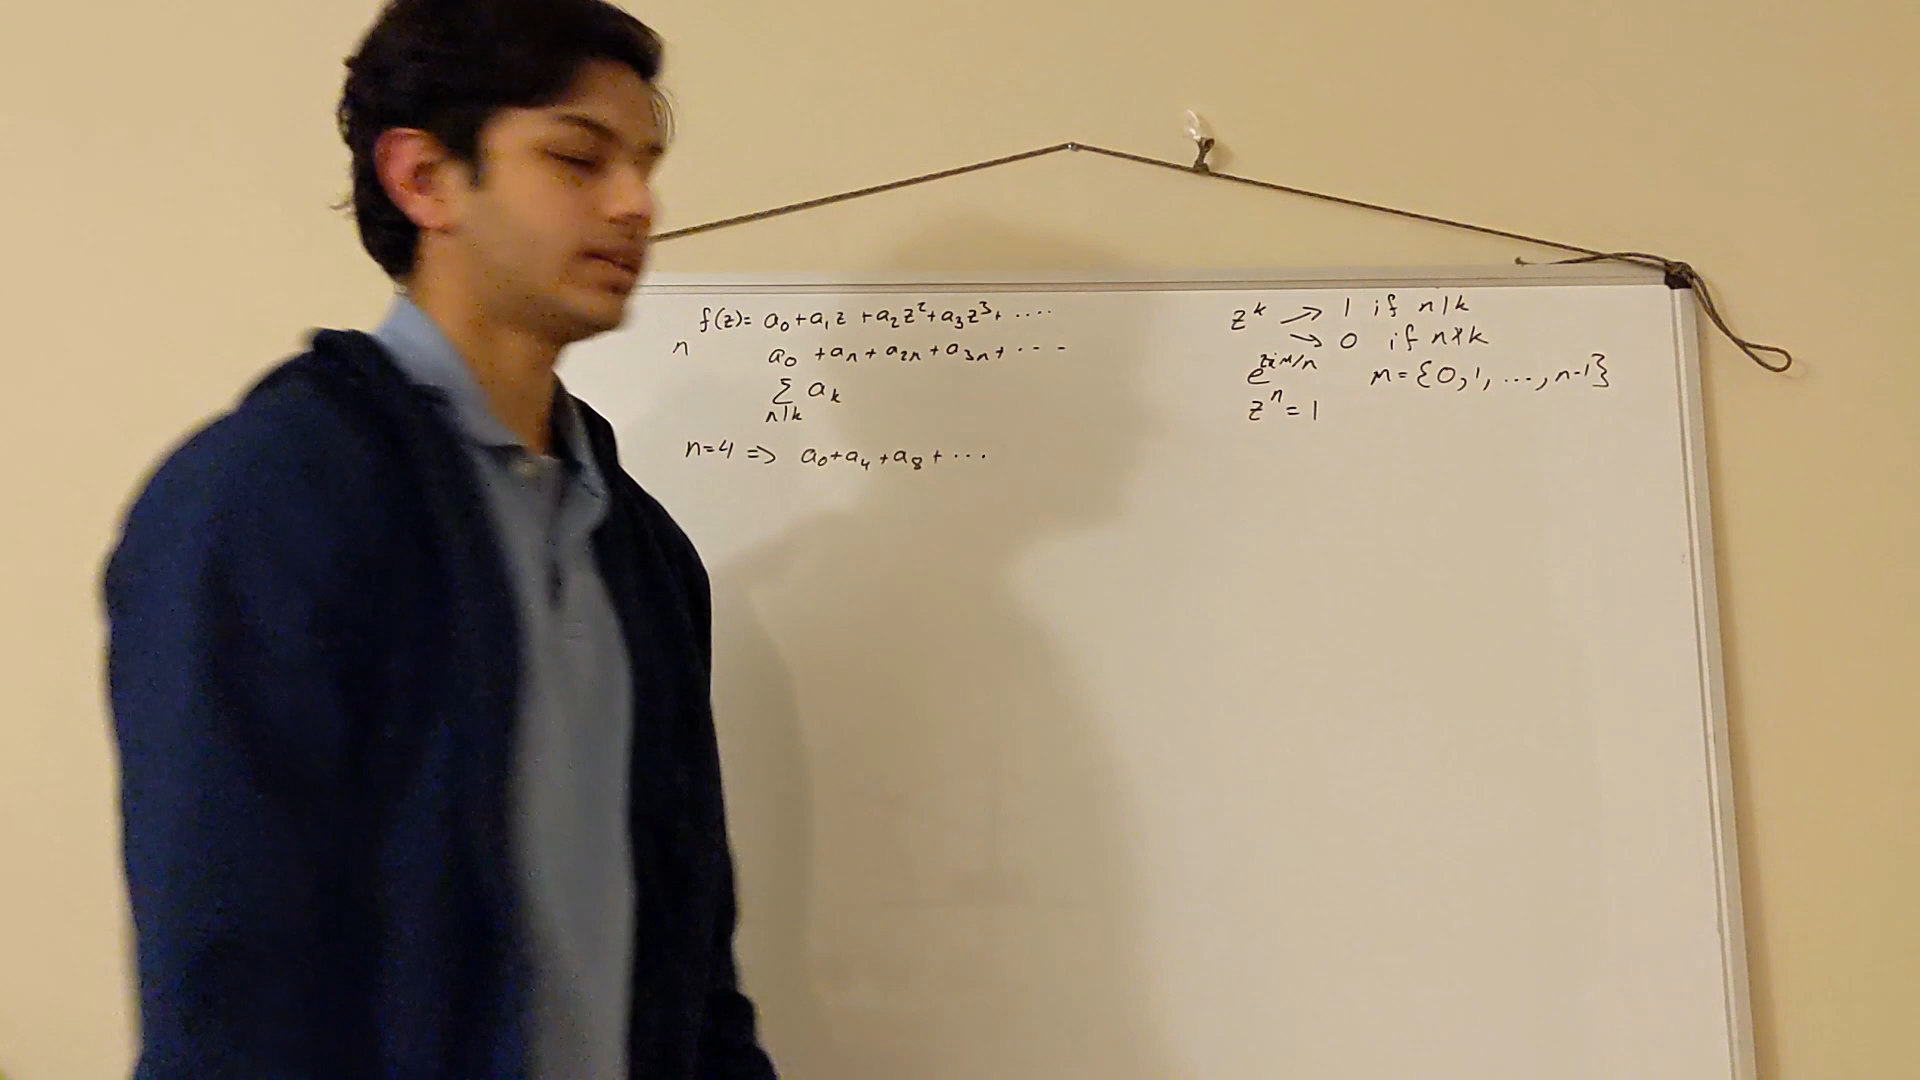 f(z)= a₀+a₁z+a₂z²+a₃z³+ ....
n a₀ +aₙ+a₂ₙ+a₃ₙ+ ----
∑ aₖ
n|k
n=4 => a₀+a₄+a₈+ ...
zᵏ → 1 if n|k
→ 0 if n∤k
e^{2πim/n} m={0,1,...,n-1}
zⁿ=1